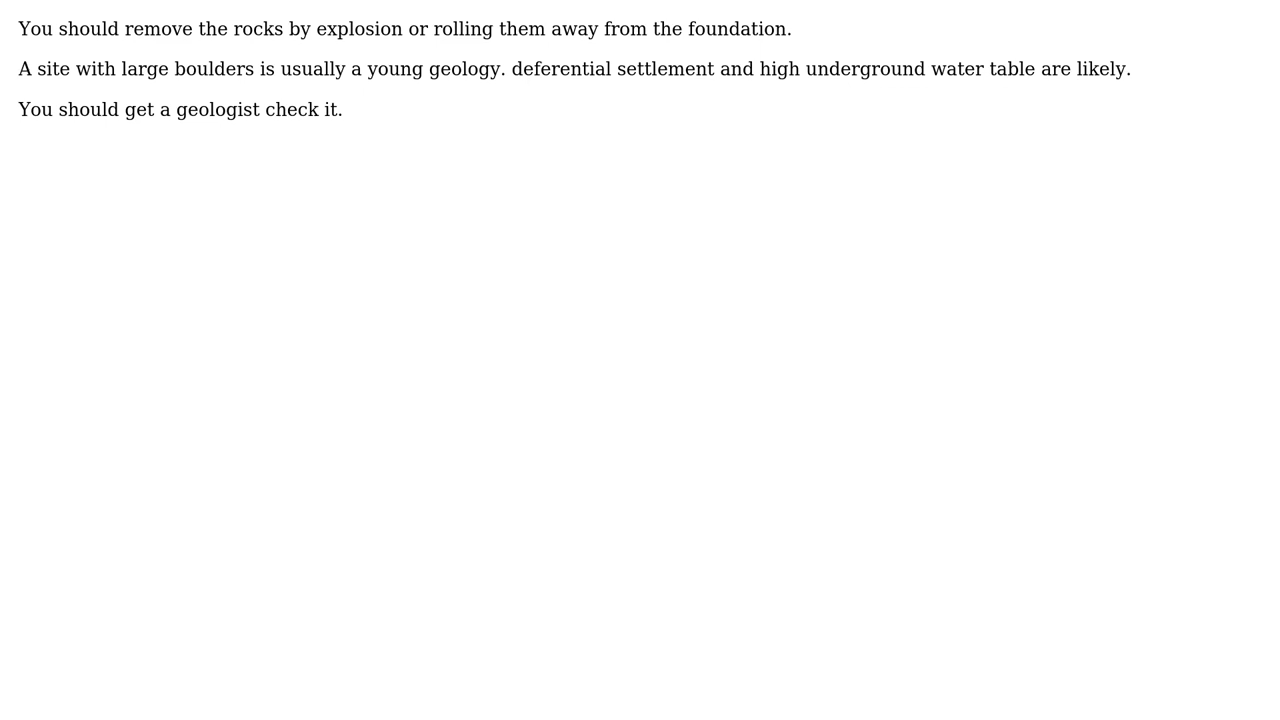 You should remove the rocks by explosion or rolling them away from the foundation.
A site with large boulders is usually a young geology. deferential settlement and high underground water table are likely.
You should get a geologist check it.